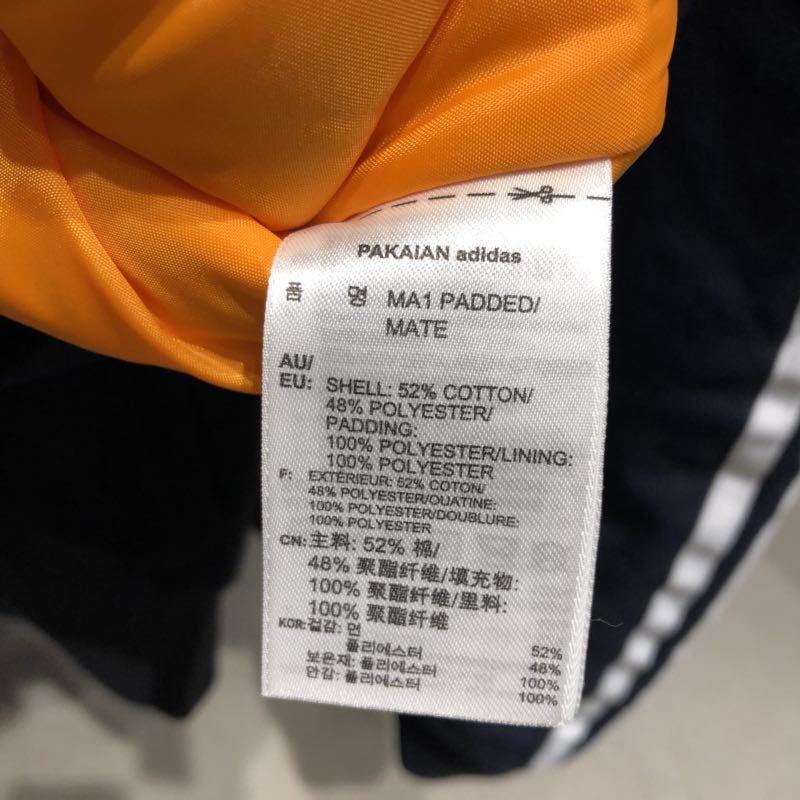 PAKAIAN adidas
품 명 MA1 PADDED/
MATE
AU/
EU: SHELL: 52% COTTON/
48% POLYESTER/
PADDING:
100% POLYESTER/LINING:
100% POLYESTER
F: EXTÉRIEUR: 52% COTON/
48% POLYESTER/OUATINE:
100% POLYESTER/DOUBLURE:
100% POLYESTER
CN: 主料: 52% 棉/
48% 聚酯纤维/填充物:
100% 聚酯纤维/里料:
100% 聚酯纤维
KOR: 겉감: 면 52%
폴리에스터 48%
보온재: 폴리에스터 100%
안감: 폴리에스터 100%